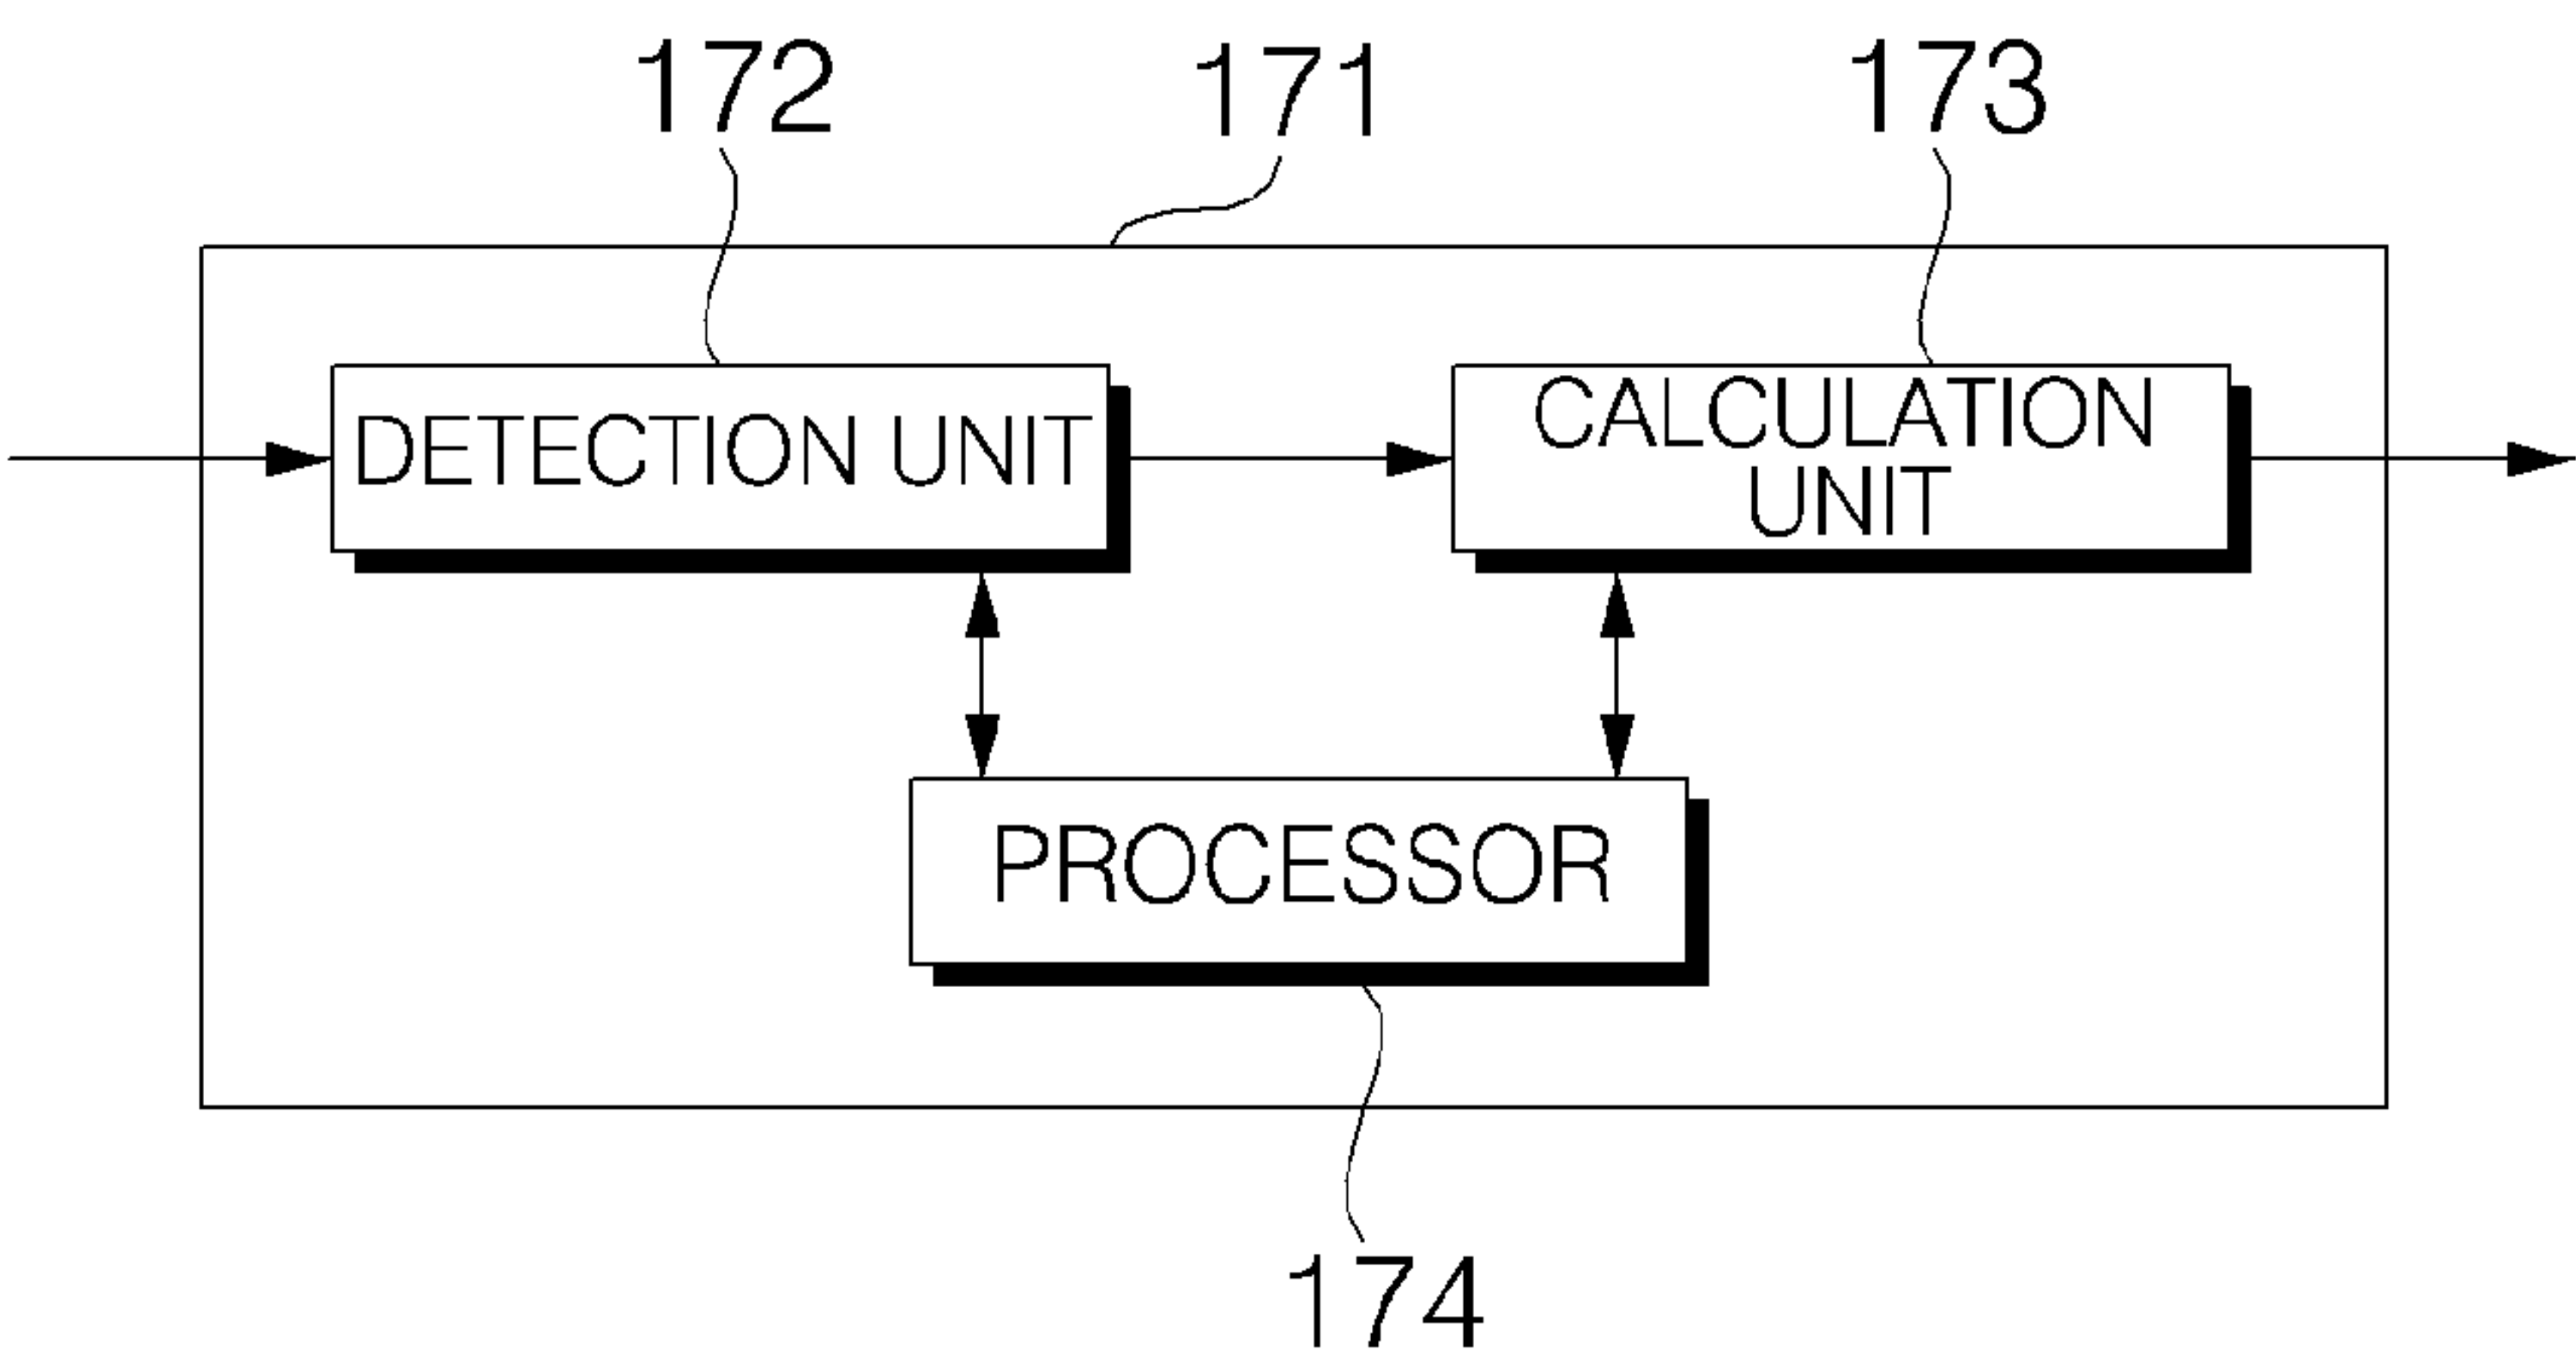 172
171
173
DETECTION UNIT
CALCULATION
UNIT
PROCESSOR
174